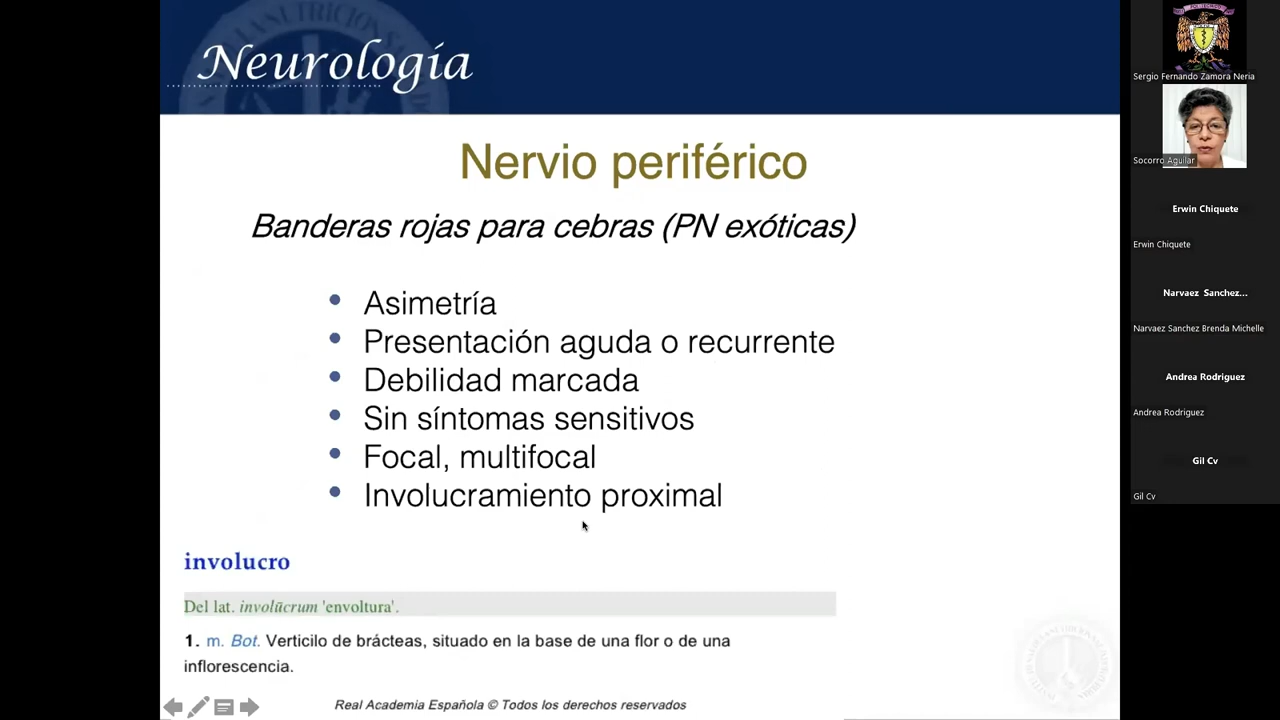 Neurología
Nervio periférico
Banderas rojas para cebras (PN exóticas)
• Asimetría
• Presentación aguda o recurrente
• Debilidad marcada
• Sin síntomas sensitivos
• Focal, multifocal
• Involucramiento proximal
involucro
Del lat. involūcrum 'envoltura'.
1. m. Bot. Verticilo de brácteas, situado en la base de una flor o de una
inflorescencia.
Real Academia Española © Todos los derechos reservados
Sergio Fernando Zamora Neria
Socorro Aguilar
Erwin Chiquete
Erwin Chiquete
Narvaez Sanchez...
Narvaez Sanchez Brenda Michelle
Andrea Rodriguez
Andrea Rodriguez
Gil Cv
Gil Cv